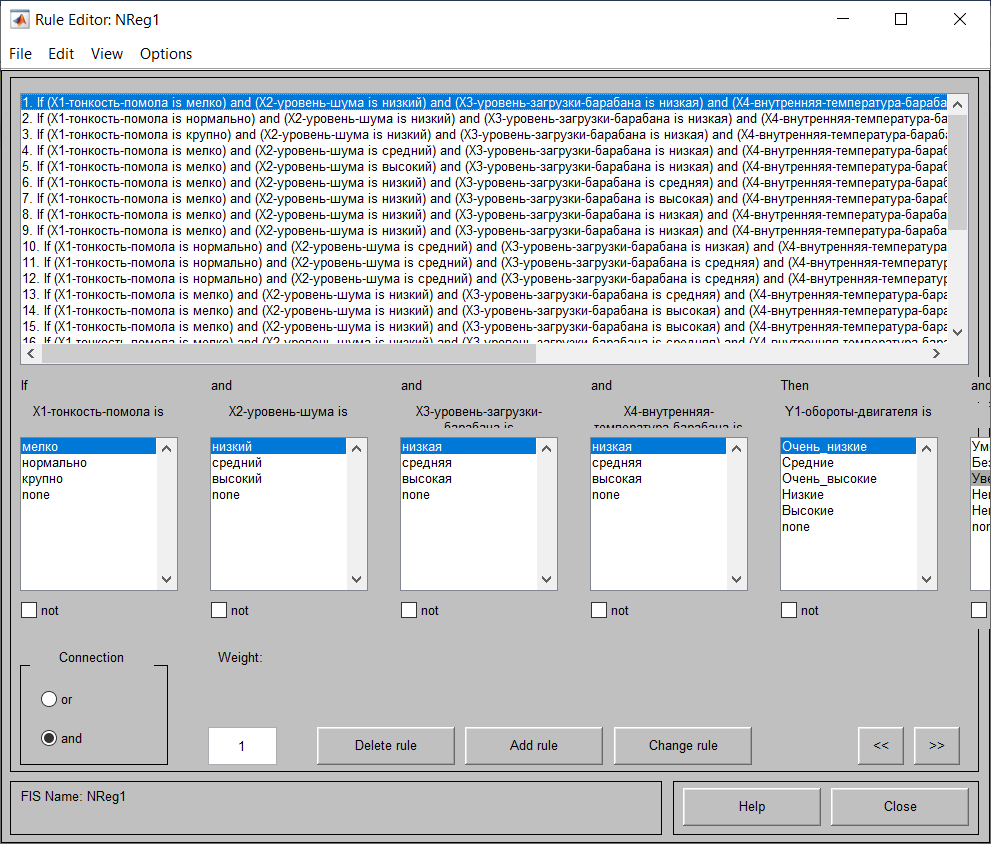 Rule Editor: NReg1
File Edit View Options
1. If (X1-тонкость-помола is мелко) and (X2-уровень-шума is низкий) and (X3-уровень-загрузки-барабана is низкая) and (X4-внутренняя-температура-бараба
2. If (X1-тонкость-помола is нормально) and (X2-уровень-шума is низкий) and (X3-уровень-загрузки-барабана is низкая) and (X4-внутренняя-температура-ба
3. If (X1-тонкость-помола is крупно) and (X2-уровень-шума is низкий) and (X3-уровень-загрузки-барабана is низкая) and (X4-внутренняя-температура-бараб
4. If (X1-тонкость-помола is мелко) and (X2-уровень-шума is средний) and (X3-уровень-загрузки-барабана is низкая) and (X4-внутренняя-температура-бараб
5. If (X1-тонкость-помола is мелко) and (X2-уровень-шума is высокий) and (X3-уровень-загрузки-барабана is низкая) and (X4-внутренняя-температура-бараб
6. If (X1-тонкость-помола is мелко) and (X2-уровень-шума is низкий) and (X3-уровень-загрузки-барабана is средняя) and (X4-внутренняя-температура-бараб
7. If (X1-тонкость-помола is мелко) and (X2-уровень-шума is низкий) and (X3-уровень-загрузки-барабана is высокая) and (X4-внутренняя-температура-бараб
8. If (X1-тонкость-помола is мелко) and (X2-уровень-шума is низкий) and (X3-уровень-загрузки-барабана is низкая) and (X4-внутренняя-температура-бараба
9. If (X1-тонкость-помола is мелко) and (X2-уровень-шума is низкий) and (X3-уровень-загрузки-барабана is низкая) and (X4-внутренняя-температура-бараба
10. If (X1-тонкость-помола is нормально) and (X2-уровень-шума is средний) and (X3-уровень-загрузки-барабана is низкая) and (X4-внутренняя-температура
11. If (X1-тонкость-помола is нормально) and (X2-уровень-шума is средний) and (X3-уровень-загрузки-барабана is средняя) and (X4-внутренняя-температур
12. If (X1-тонкость-помола is нормально) and (X2-уровень-шума is средний) and (X3-уровень-загрузки-барабана is средняя) and (X4-внутренняя-температур
13. If (X1-тонкость-помола is мелко) and (X2-уровень-шума is низкий) and (X3-уровень-загрузки-барабана is средняя) and (X4-внутренняя-температура-бара
14. If (X1-тонкость-помола is мелко) and (X2-уровень-шума is низкий) and (X3-уровень-загрузки-барабана is высокая) and (X4-внутренняя-температура-бара
15. If (X1-тонкость-помола is мелко) and (X2-уровень-шума is низкий) and (X3-уровень-загрузки-барабана is высокая) and (X4-внутренняя-температура-бара
16. If (X1-тонкость-помола is мелко) and (X2-уровень-шума is низкий) and (X3-уровень-загрузки-барабана is средняя) and (X4-внутренняя-температура-бара
If and and and Then and
X1-тонкость-помола is X2-уровень-шума is X3-уровень-загрузки- X4-внутренняя- Y1-обороты-двигателя is
барабана is температура барабана is
мелко низкий низкая низкая Очень_низкие Ум
нормально средний средняя средняя Средние Без
крупно высокий высокая высокая Очень_высокие Уве
none none none none Низкие Нег
Высокие Нег
none non
not not not not not
Connection Weight:
or
and
1 Delete rule Add rule Change rule << >>
FIS Name: NReg1
Help Close